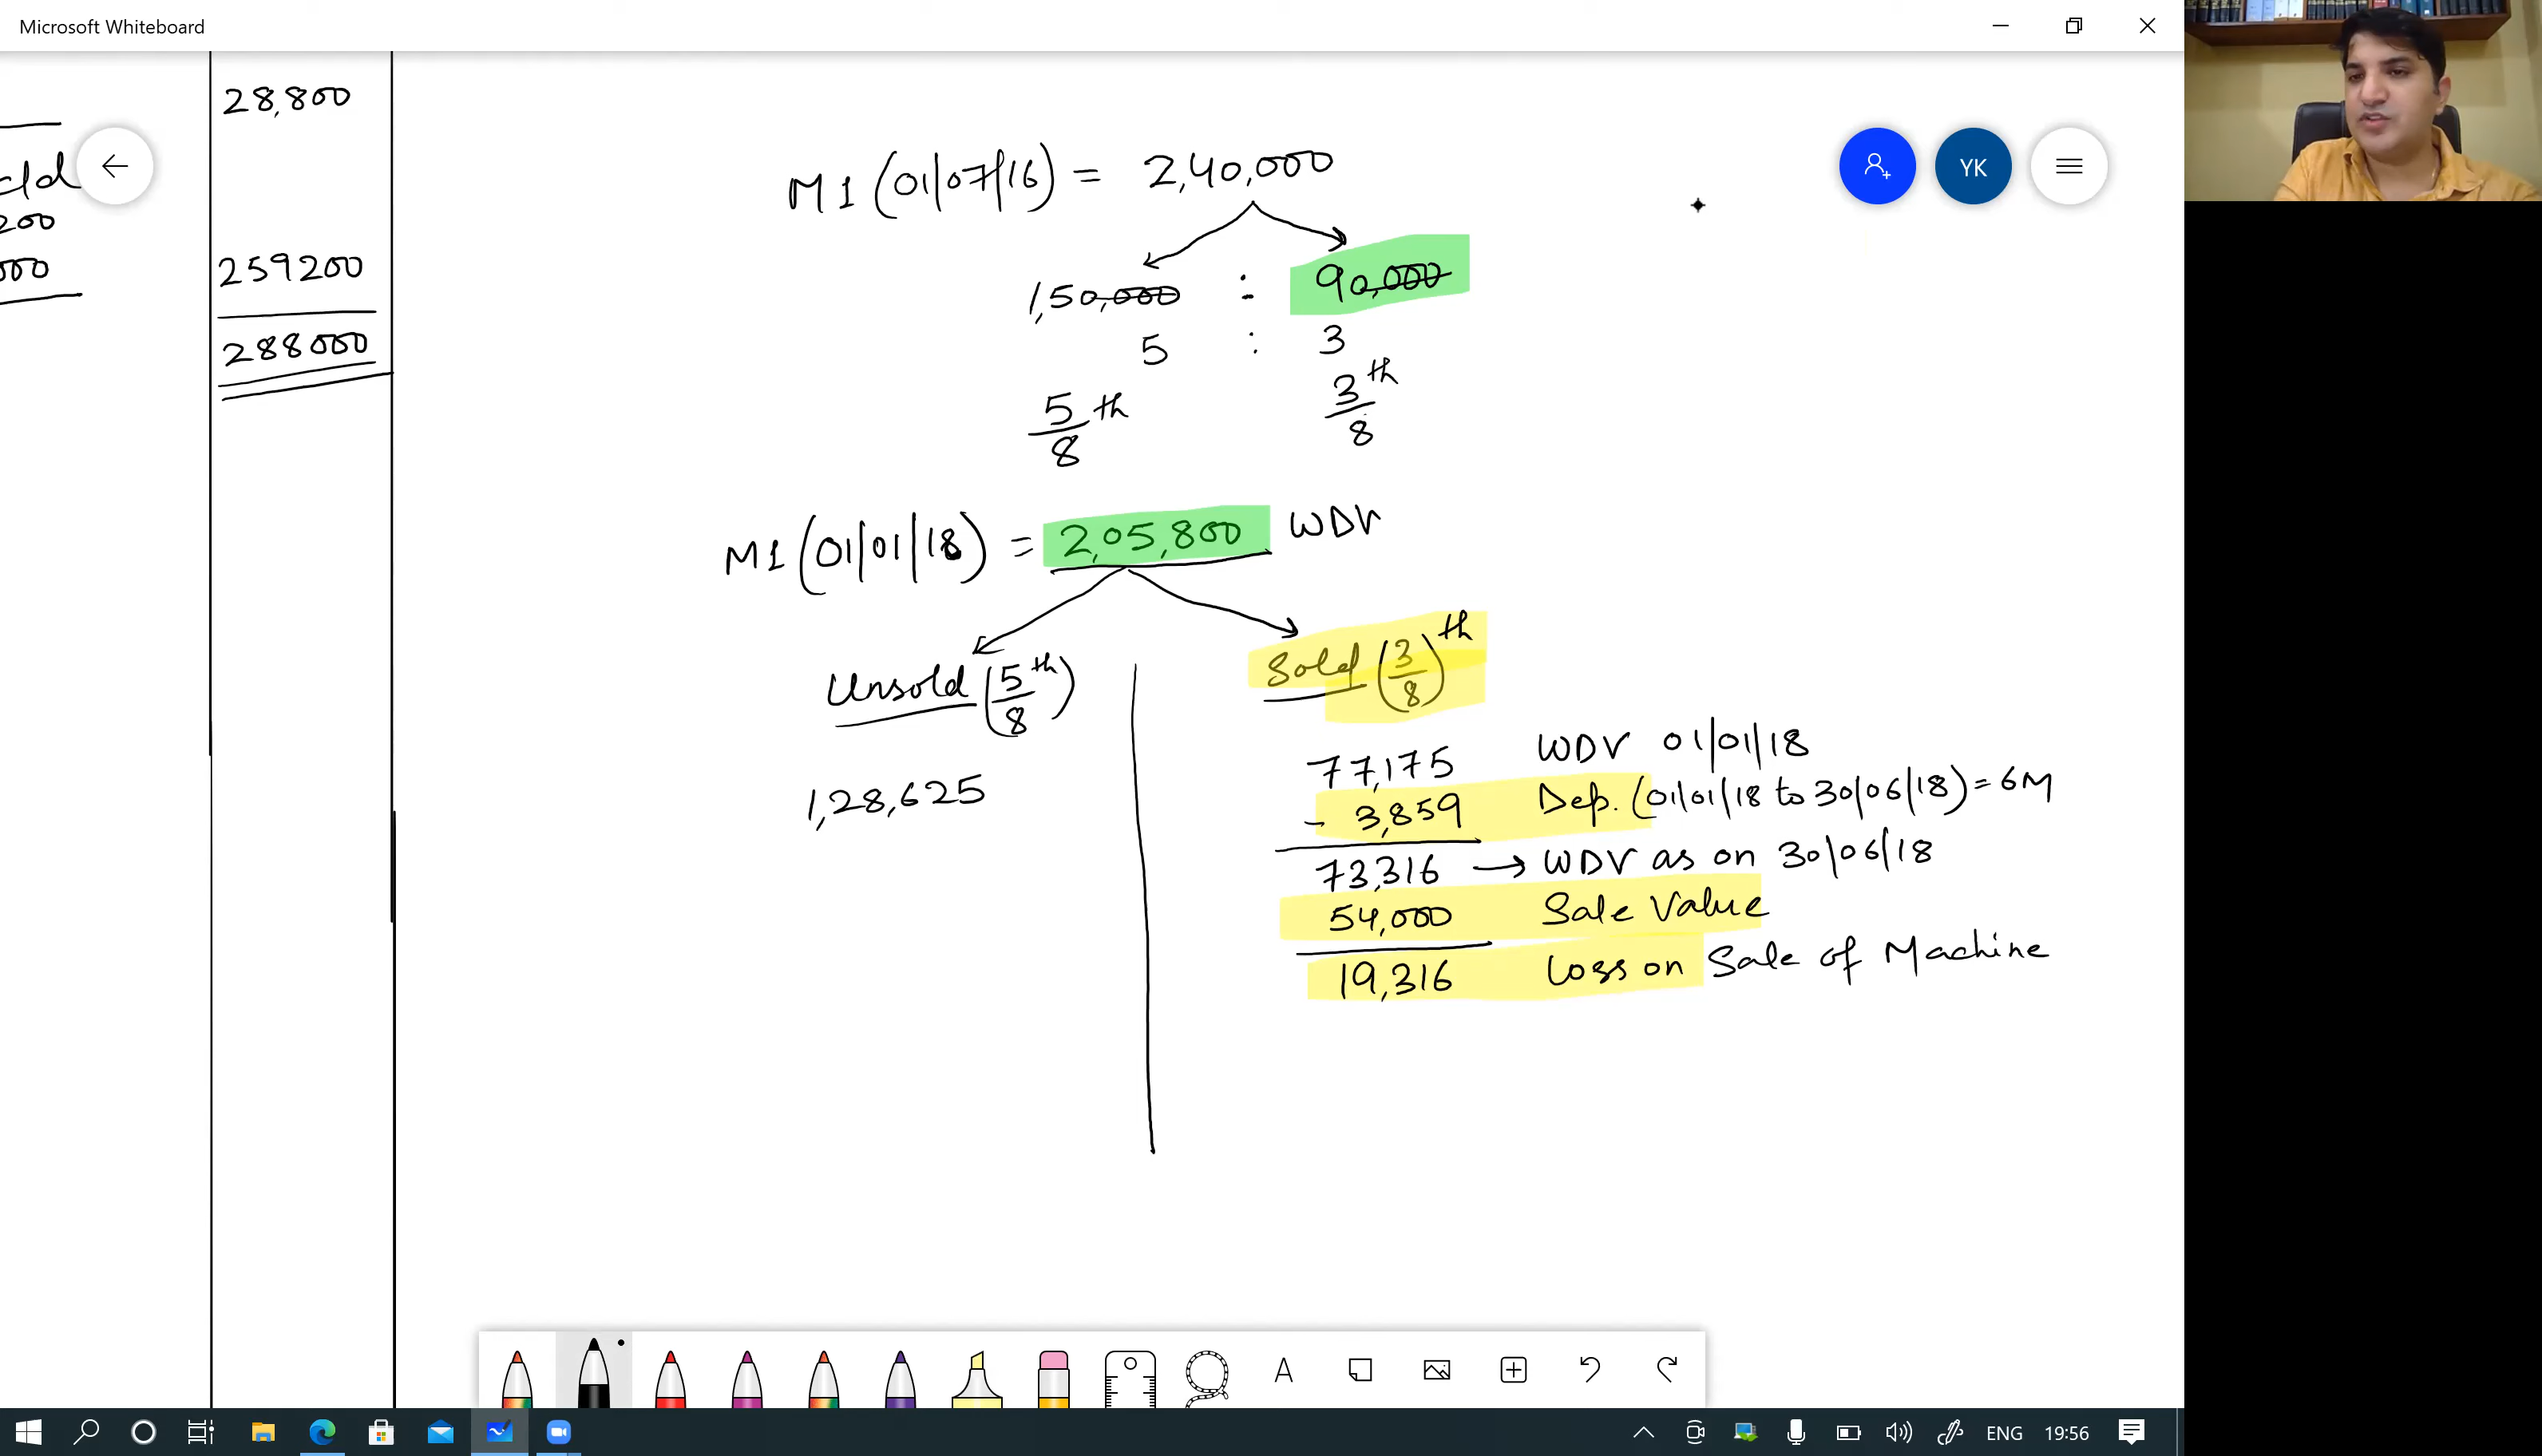 Microsoft Whiteboard
28,800
200
000
259200
288000
YK
M1 (01/07/16) = 2,40,000
1,50,000 : 90,000
5 : 3
5/8 th 3/8 th
M1 (01/01/18) = 2,05,800 WDV
Unsold (5/8 th) Sold (3/8) th
1,28,625
77,175 WDV 01/01/18
- 3,859 Dep. (01/01/18 to 30/06/18) = 6M
73,316 → WDV as on 30/06/18
54,000 Sale Value
19,316 Loss on Sale of Machine
A
ENG 19:56